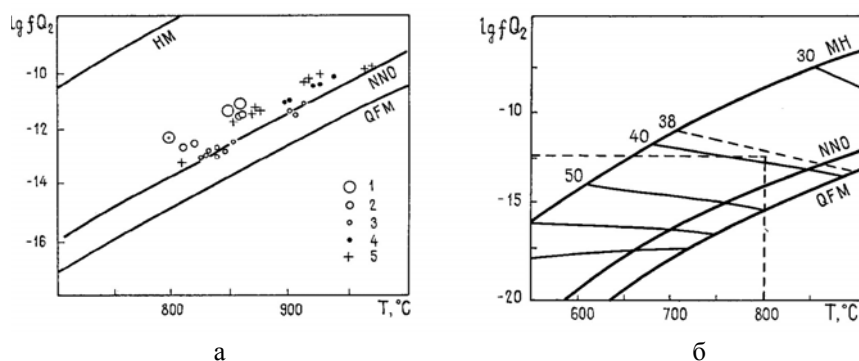 lg fO₂
HM
NNO
QFM
-10
-12
-14
-16
1
2
3
4
5
800
900
T,°C
а
lg fO₂
30
MH
38
40
50
NNO
QFM
-10
-15
-20
600
700
800
T,°C
б